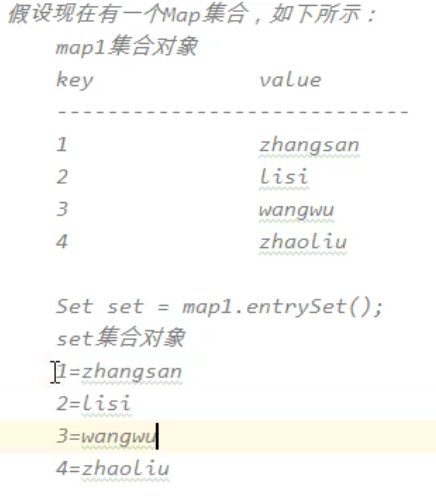 假设现在有一个Map集合，如下所示：
map1集合对象
key value
----------------------------
1 zhangsan
2 lisi
3 wangwu
4 zhaoliu
Set set = map1.entrySet();
set集合对象
1=zhangsan
2=lisi
3=wangwu
4=zhaoliu